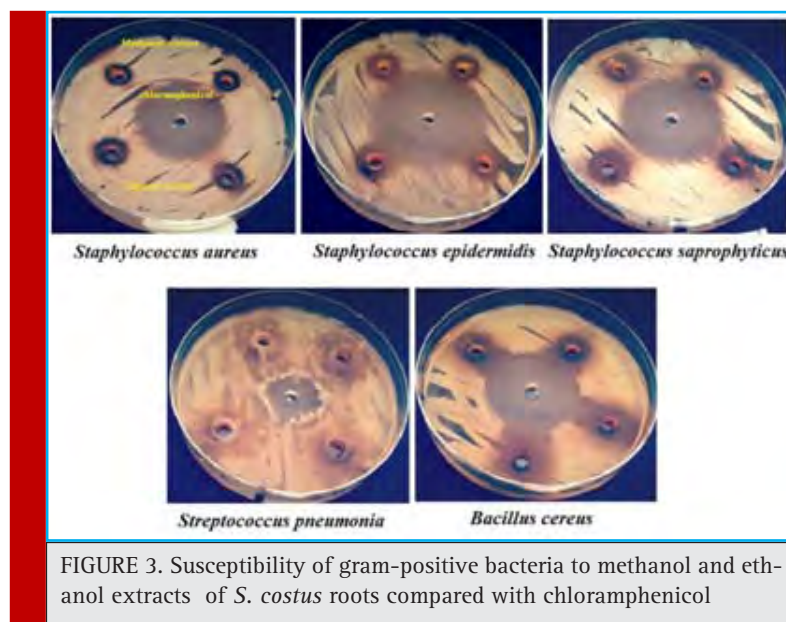 chloramphenicol
Staphylococcus aureus
Staphylococcus epidermidis
Staphylococcus saprophyticus
Streptococcus pneumonia
Bacillus cereus
FIGURE 3. Susceptibility of gram-positive bacteria to methanol and eth-
anol extracts of S. costus roots compared with chloramphenicol